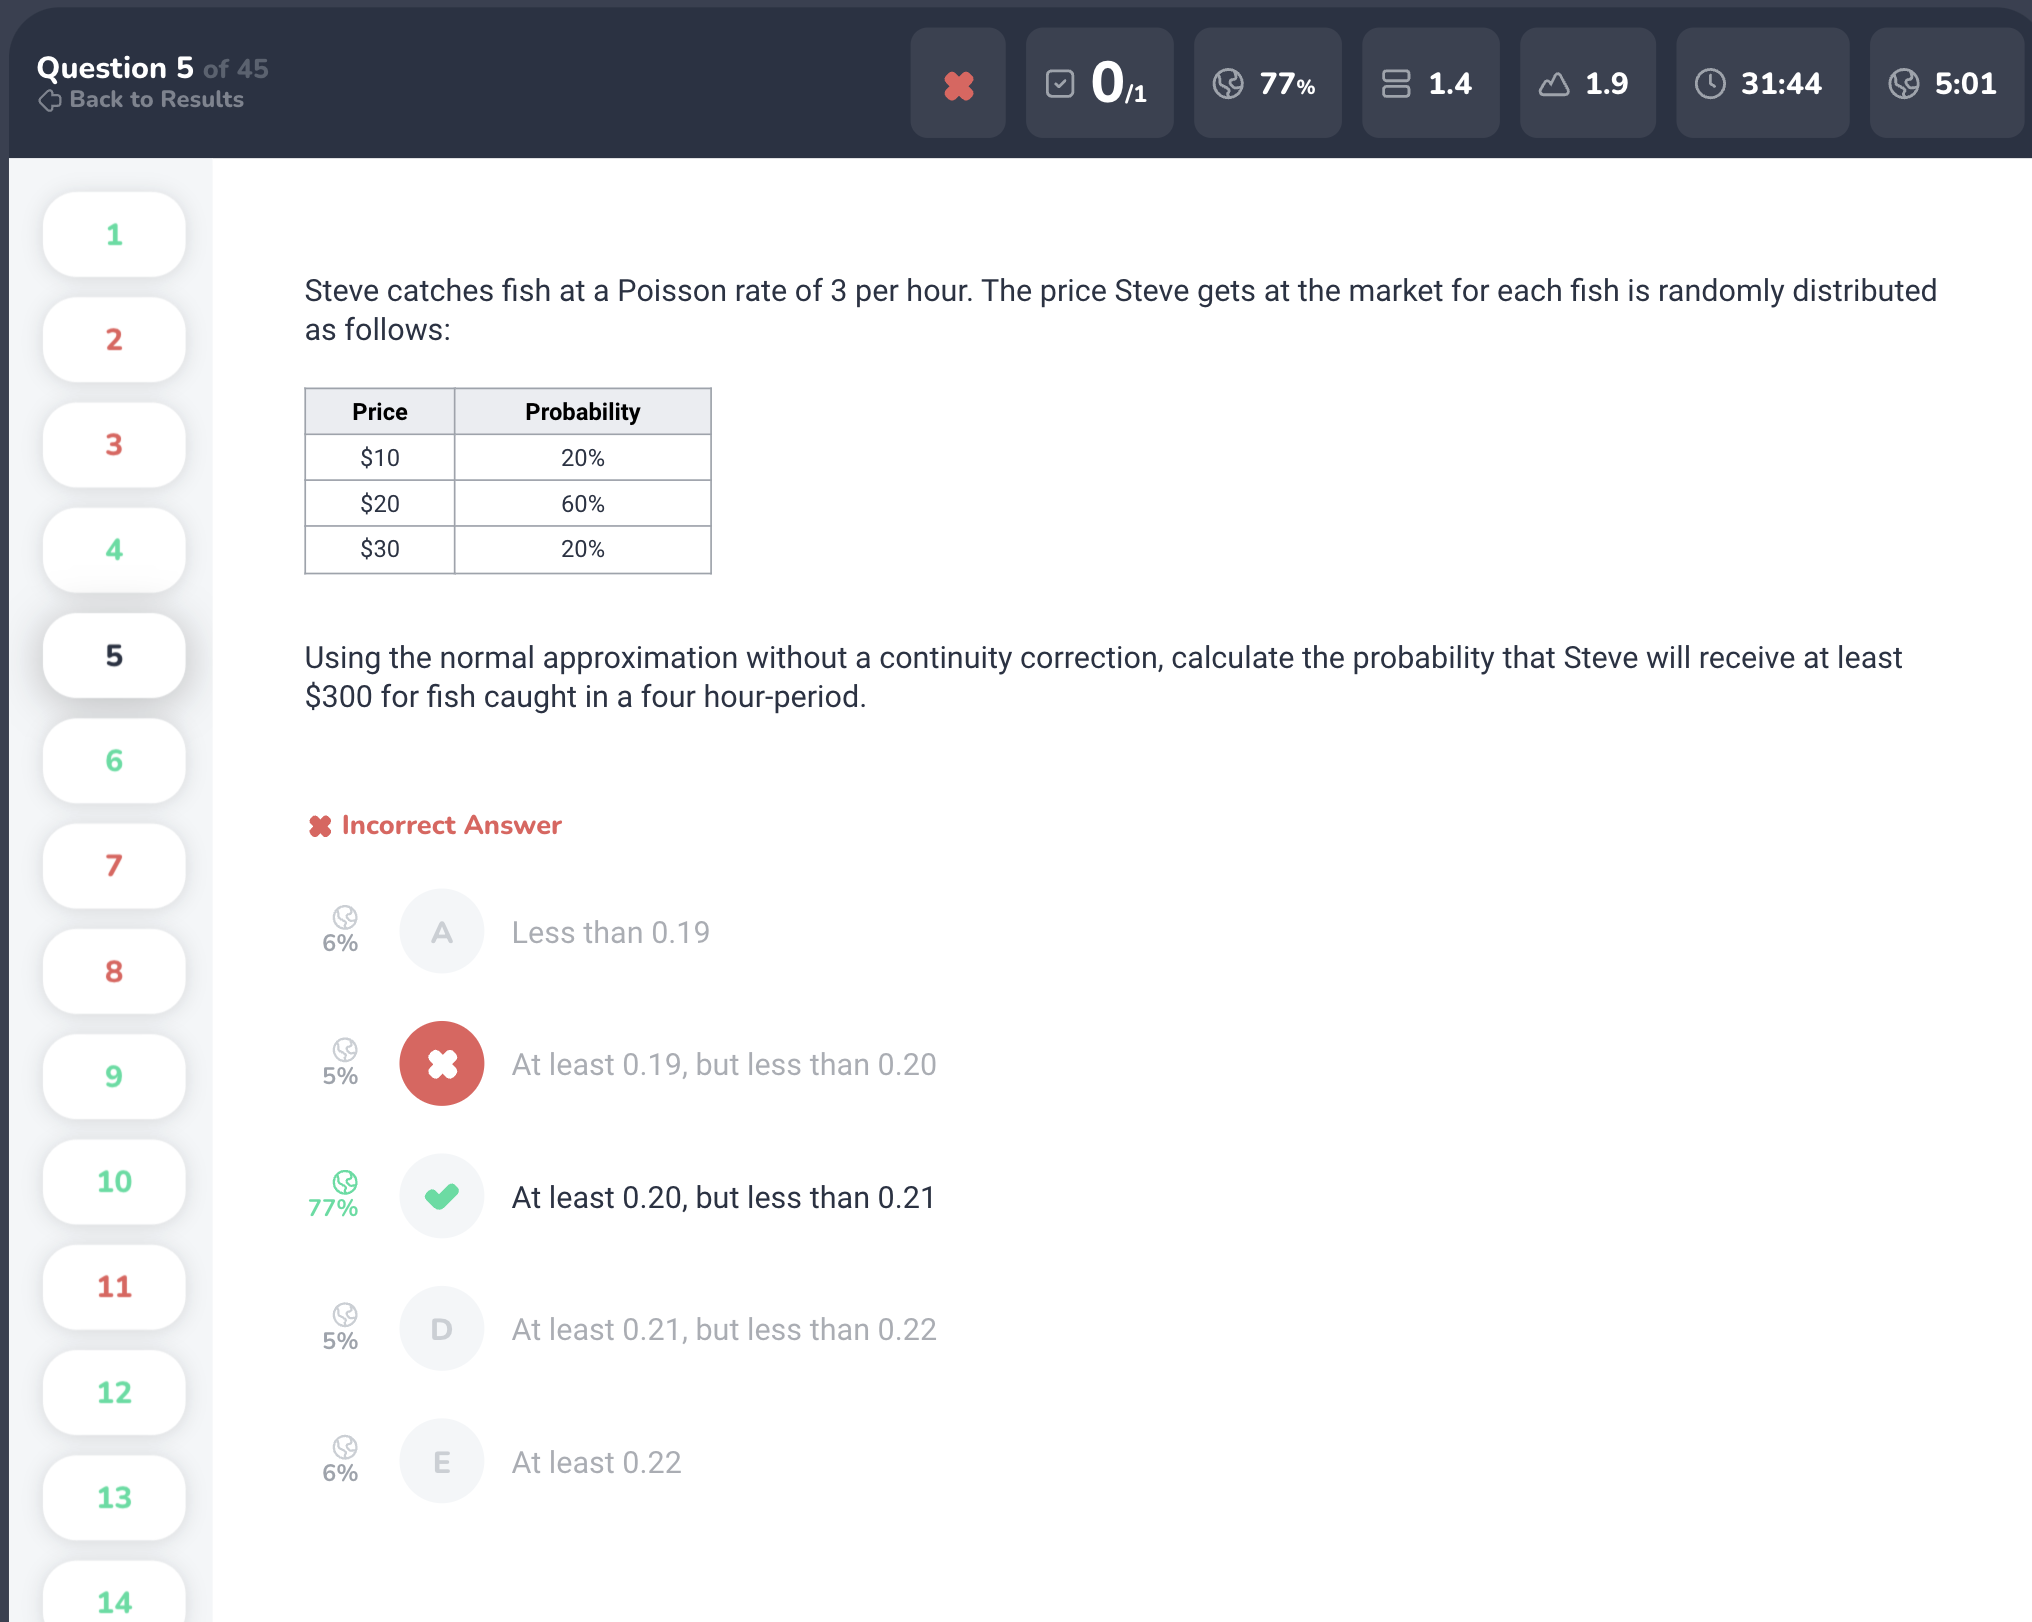 Question 5 of 45
Back to Results
0/1
77%
1.4
1.9
31:44
5:01
1
2
3
4
5
6
7
8
9
10
11
12
13
14
Steve catches fish at a Poisson rate of 3 per hour. The price Steve gets at the market for each fish is randomly distributed
as follows:
Price Probability
$10 20%
$20 60%
$30 20%
Using the normal approximation without a continuity correction, calculate the probability that Steve will receive at least
$300 for fish caught in a four hour-period.
Incorrect Answer
6% A Less than 0.19
5% At least 0.19, but less than 0.20
77% At least 0.20, but less than 0.21
5% D At least 0.21, but less than 0.22
6% E At least 0.22